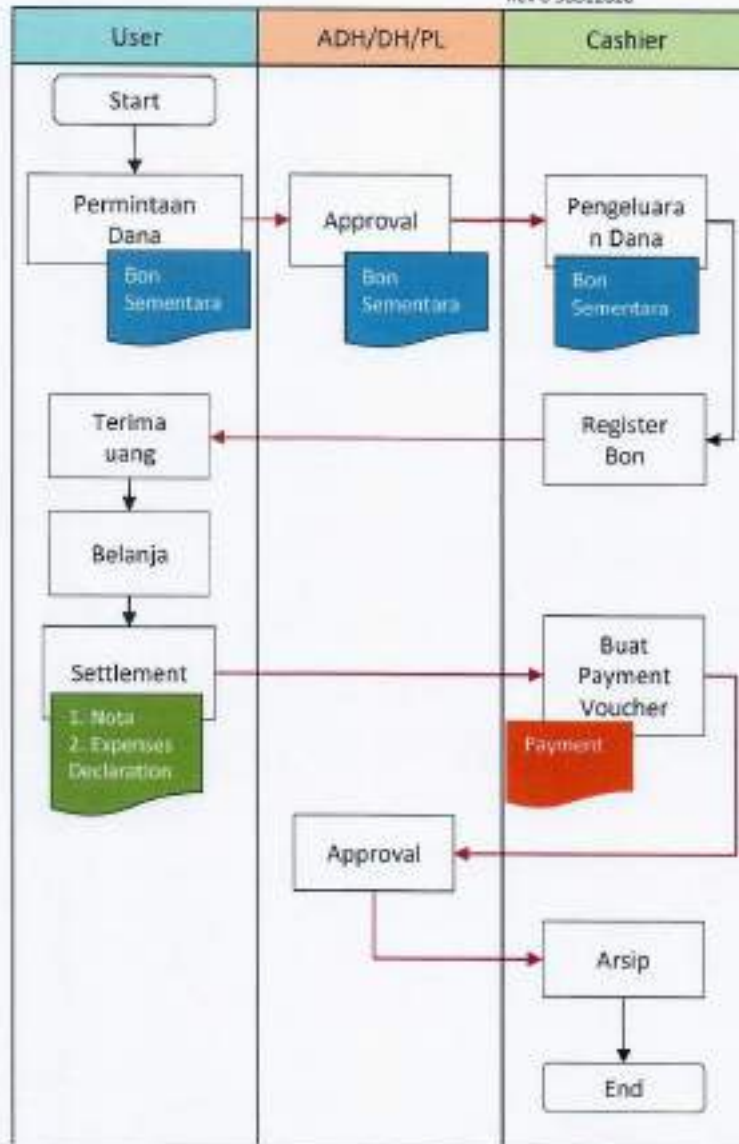 User
ADH/DH/PL
Cashier
Start
Permintaan
Dana
Bon
Sementara
Approval
Bon
Sementara
Pengeluara
n Dana
Bon
Sementara
Terima
uang
Register
Bon
Belanja
Settlement
1. Nota
2. Expenses
Declaration
Buat
Payment
Voucher
Payment
Approval
Arsip
End